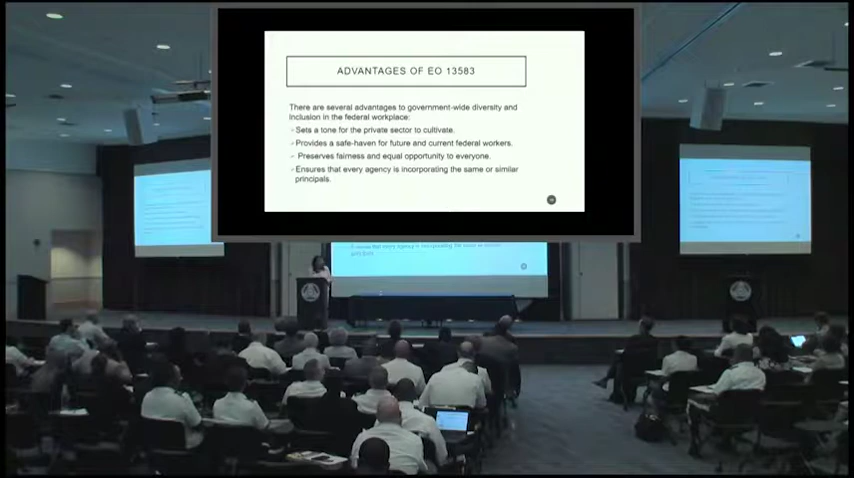 ADVANTAGES OF EO 13583
There are several advantages to government-wide diversity and
inclusion in the federal workplace:
Sets a tone for the private sector to cultivate.
Provides a safe-haven for future and current federal workers.
Preserves fairness and equal opportunity to everyone.
Ensures that every agency is incorporating the same or similar
principals.